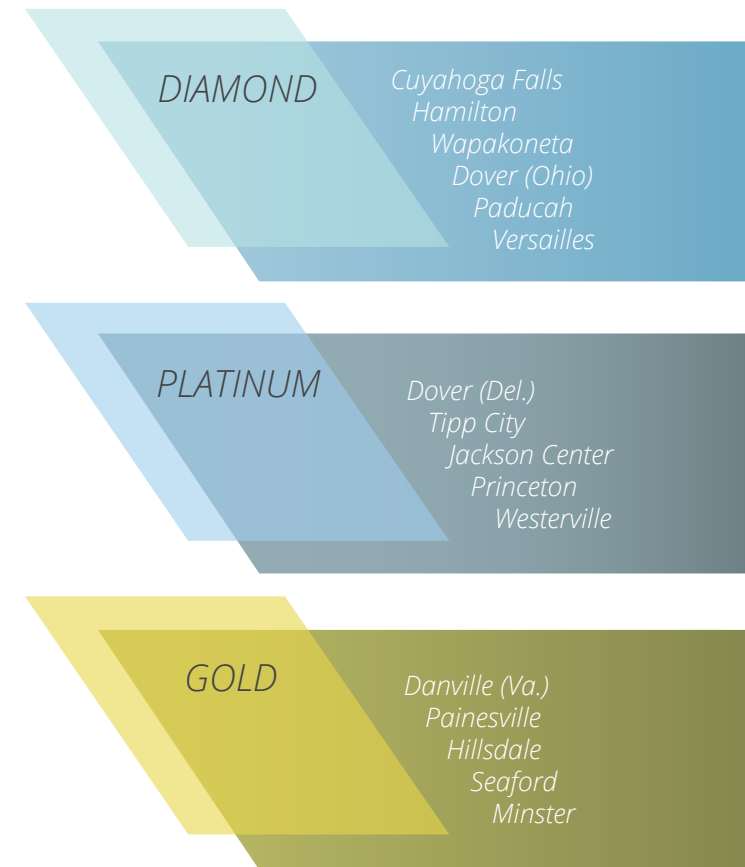 DIAMOND
Cuyahoga Falls
Hamilton
Wapakoneta
Dover (Ohio)
Paducah
Versailles
PLATINUM
Dover (Del.)
Tipp City
Jackson Center
Princeton
Westerville
GOLD
Danville (Va.)
Painesville
Hillsdale
Seaford
Minster